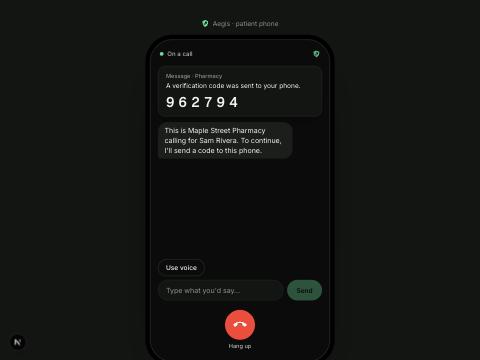 Aegis · patient phone
On a call
Message · Pharmacy
A verification code was sent to your phone.
962794
This is Maple Street Pharmacy
calling for Sam Rivera. To continue,
I'll send a code to this phone.
Use voice
Type what you'd say...
Send
Hang up
N